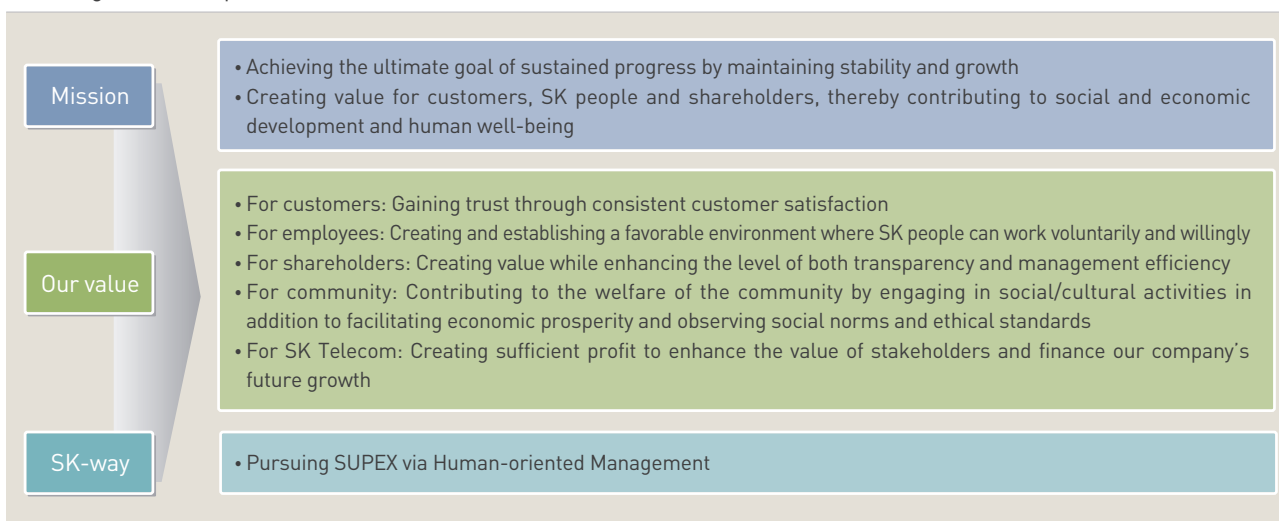 Mission
• Achieving the ultimate goal of sustained progress by maintaining stability and growth
• Creating value for customers, SK people and shareholders, thereby contributing to social and economic
development and human well-being
Our value
• For customers: Gaining trust through consistent customer satisfaction
• For employees: Creating and establishing a favorable environment where SK people can work voluntarily and willingly
• For shareholders: Creating value while enhancing the level of both transparency and management efficiency
• For community: Contributing to the welfare of the community by engaging in social/cultural activities in
addition to facilitating economic prosperity and observing social norms and ethical standards
• For SK Telecom: Creating sufficient profit to enhance the value of stakeholders and finance our company's
future growth
SK-way
• Pursuing SUPEX via Human-oriented Management